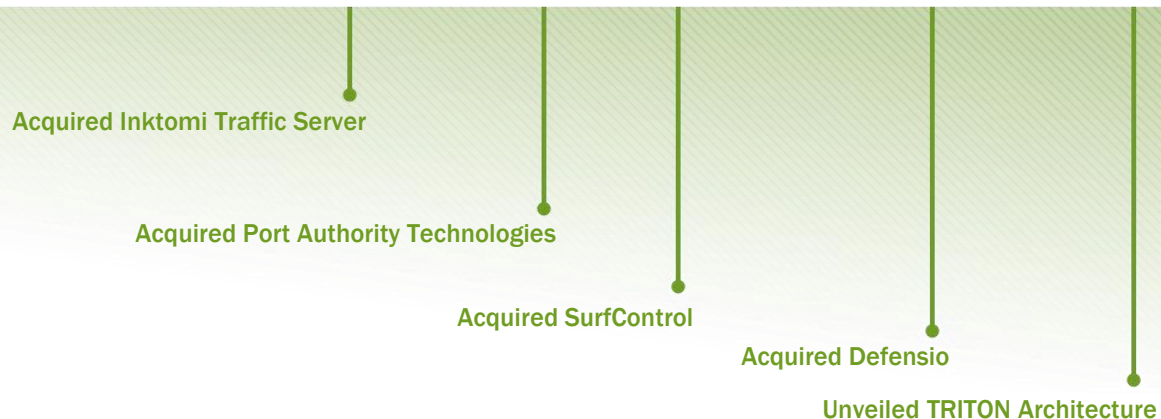 Acquired Inktomi Traffic Server
Acquired Port Authority Technologies
Acquired SurfControl
Acquired Defensio
Unveiled TRITON Architecture